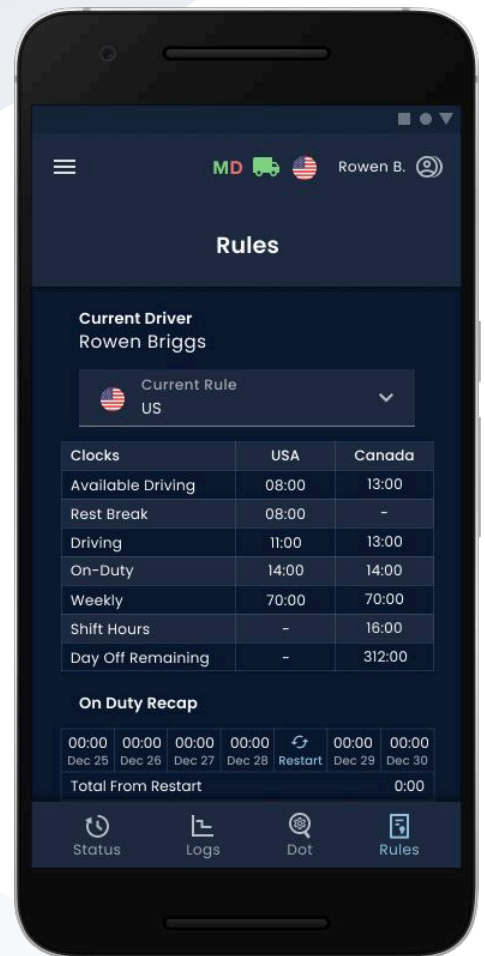 MD Rowen B.
Rules
Current Driver
Rowen Briggs
Current Rule
US
Clocks USA Canada
Available Driving 08:00 13:00
Rest Break 08:00 -
Driving 11:00 13:00
On-Duty 14:00 14:00
Weekly 70:00 70:00
Shift Hours - 16:00
Day Off Remaining - 312:00
On Duty Recap
00:00 00:00 00:00 00:00 00:00 00:00
Dec 25 Dec 26 Dec 27 Dec 28 Restart Dec 29 Dec 30
Total From Restart 0:00
Status Logs Dot Rules